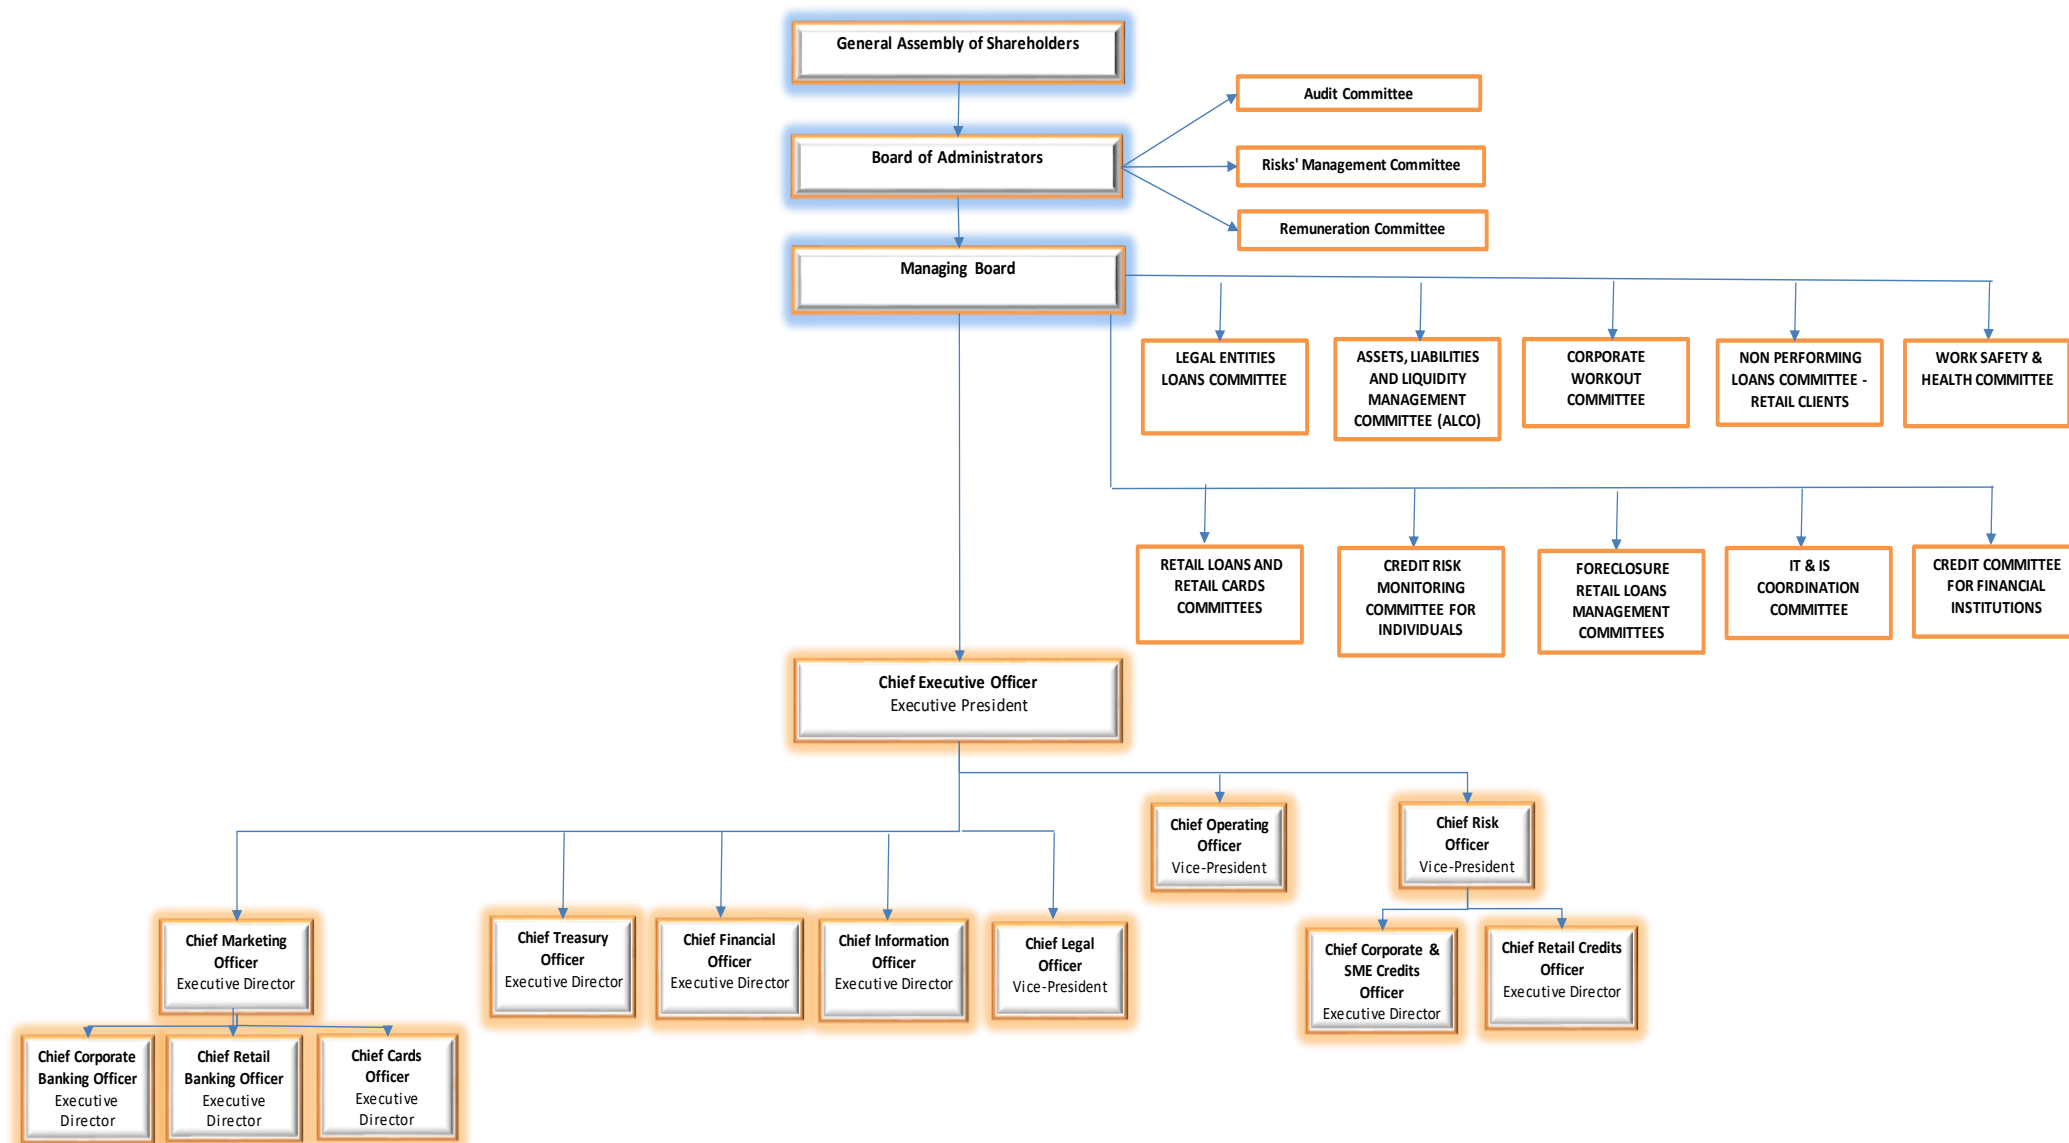 General Assembly of Shareholders
Audit Committee
Board of Administrators
Risks' Management Committee
Remuneration Committee
Managing Board
LEGAL ENTITIES
LOANS COMMITTEE
ASSETS, LIABILITIES
AND LIQUIDITY
MANAGEMENT
COMMITTEE (ALCO)
CORPORATE
WORKOUT
COMMITTEE
NON PERFORMING
LOANS COMMITTEE -
RETAIL CLIENTS
WORK SAFETY &
HEALTH COMMITTEE
RETAIL LOANS AND
RETAIL CARDS
COMMITTEES
CREDIT RISK
MONITORING
COMMITTEE FOR
INDIVIDUALS
FORECLOSURE
RETAIL LOANS
MANAGEMENT
COMMITTEES
IT & IS
COORDINATION
COMMITTEE
CREDIT COMMITTEE
FOR FINANCIAL
INSTITUTIONS
Chief Executive Officer
Executive President
Chief Operating
Officer
Vice-President
Chief Risk
Officer
Vice-President
Chief Marketing
Officer
Executive Director
Chief Treasury
Officer
Executive Director
Chief Financial
Officer
Executive Director
Chief Information
Officer
Executive Director
Chief Legal
Officer
Vice-President
Chief Corporate &
SME Credits
Officer
Executive Director
Chief Retail Credits
Officer
Executive Director
Chief Corporate
Banking Officer
Executive
Director
Chief Retail
Banking Officer
Executive
Director
Chief Cards
Officer
Executive
Director